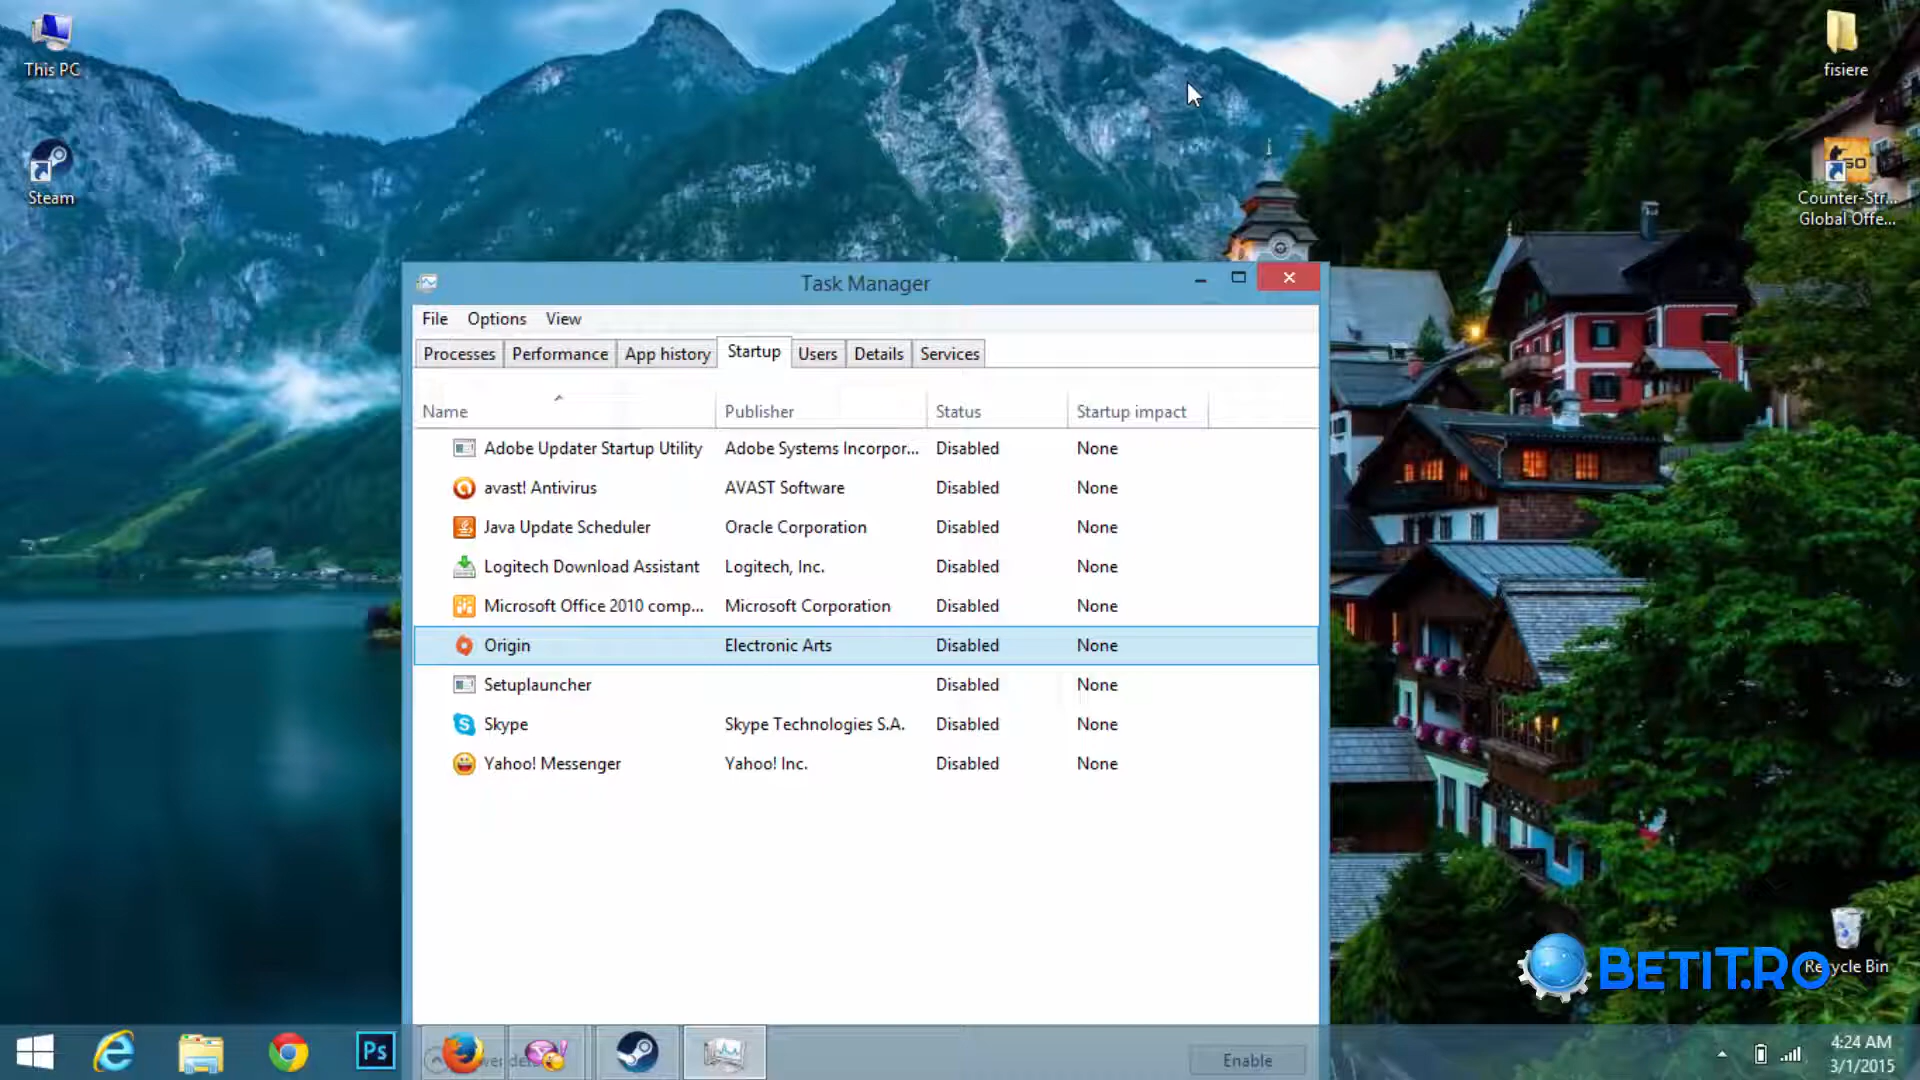 This PC
Steam
fisiere
Counter-Str...
Global Offe...
Task Manager
File Options View
Processes Performance App history Startup Users Details Services
Name Publisher Status Startup impact
Adobe Updater Startup Utility Adobe Systems Incorpor... Disabled None
avast! Antivirus AVAST Software Disabled None
Java Update Scheduler Oracle Corporation Disabled None
Logitech Download Assistant Logitech, Inc. Disabled None
Microsoft Office 2010 comp... Microsoft Corporation Disabled None
Origin Electronic Arts Disabled None
Setuplauncher Disabled None
Skype Skype Technologies S.A. Disabled None
Yahoo! Messenger Yahoo! Inc. Disabled None
BETIT.RO
Recycle Bin
Ps
Enable
4:24 AM
3/1/2015